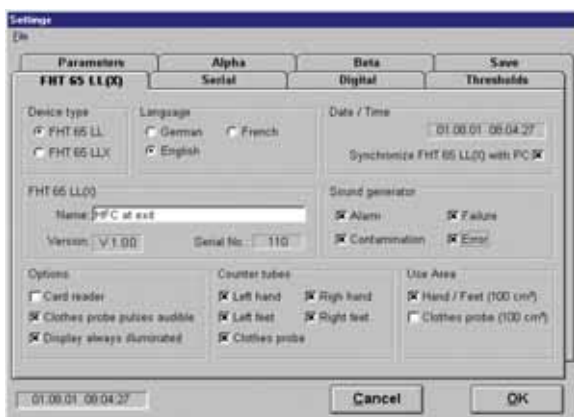 Settings
File
Parameters Alpha Beta Save
FHT 65 LL(X) Serial Digital Thresholds
Device type Language Date / Time
FHT 65 LL German French 01.08.01 08:04:27
FHT 65 LLX English Synchronize FHT 65 LL(X) with PC
FHT 65 LL(X) Sound generator
Name: HFC at exit Alarm Failure
Version: V 1.00 Serial No. 110 Contamination Error
Options Counter tubes Use Area
Card reader Left hand Righ hand Hand / Feet (100 cm²)
Clothes probe pulses audible Left feet Right feet Clothes probe (100 cm²)
Display always illuminated Clothes probe
01.08.01 08:04:27 Cancel OK